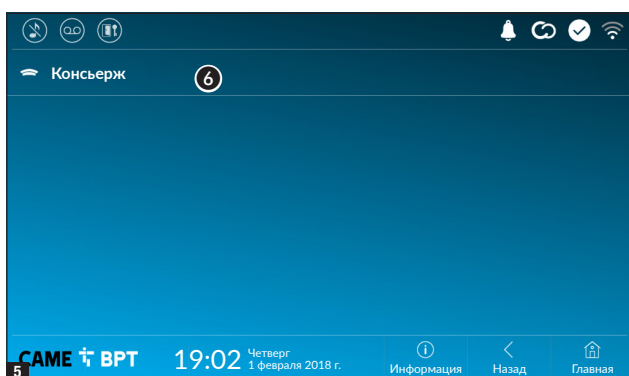 Консьерж
6
CAME BPT
19:02
Четверг
1 февраля 2018 г.
Информация
Назад
Главная
5